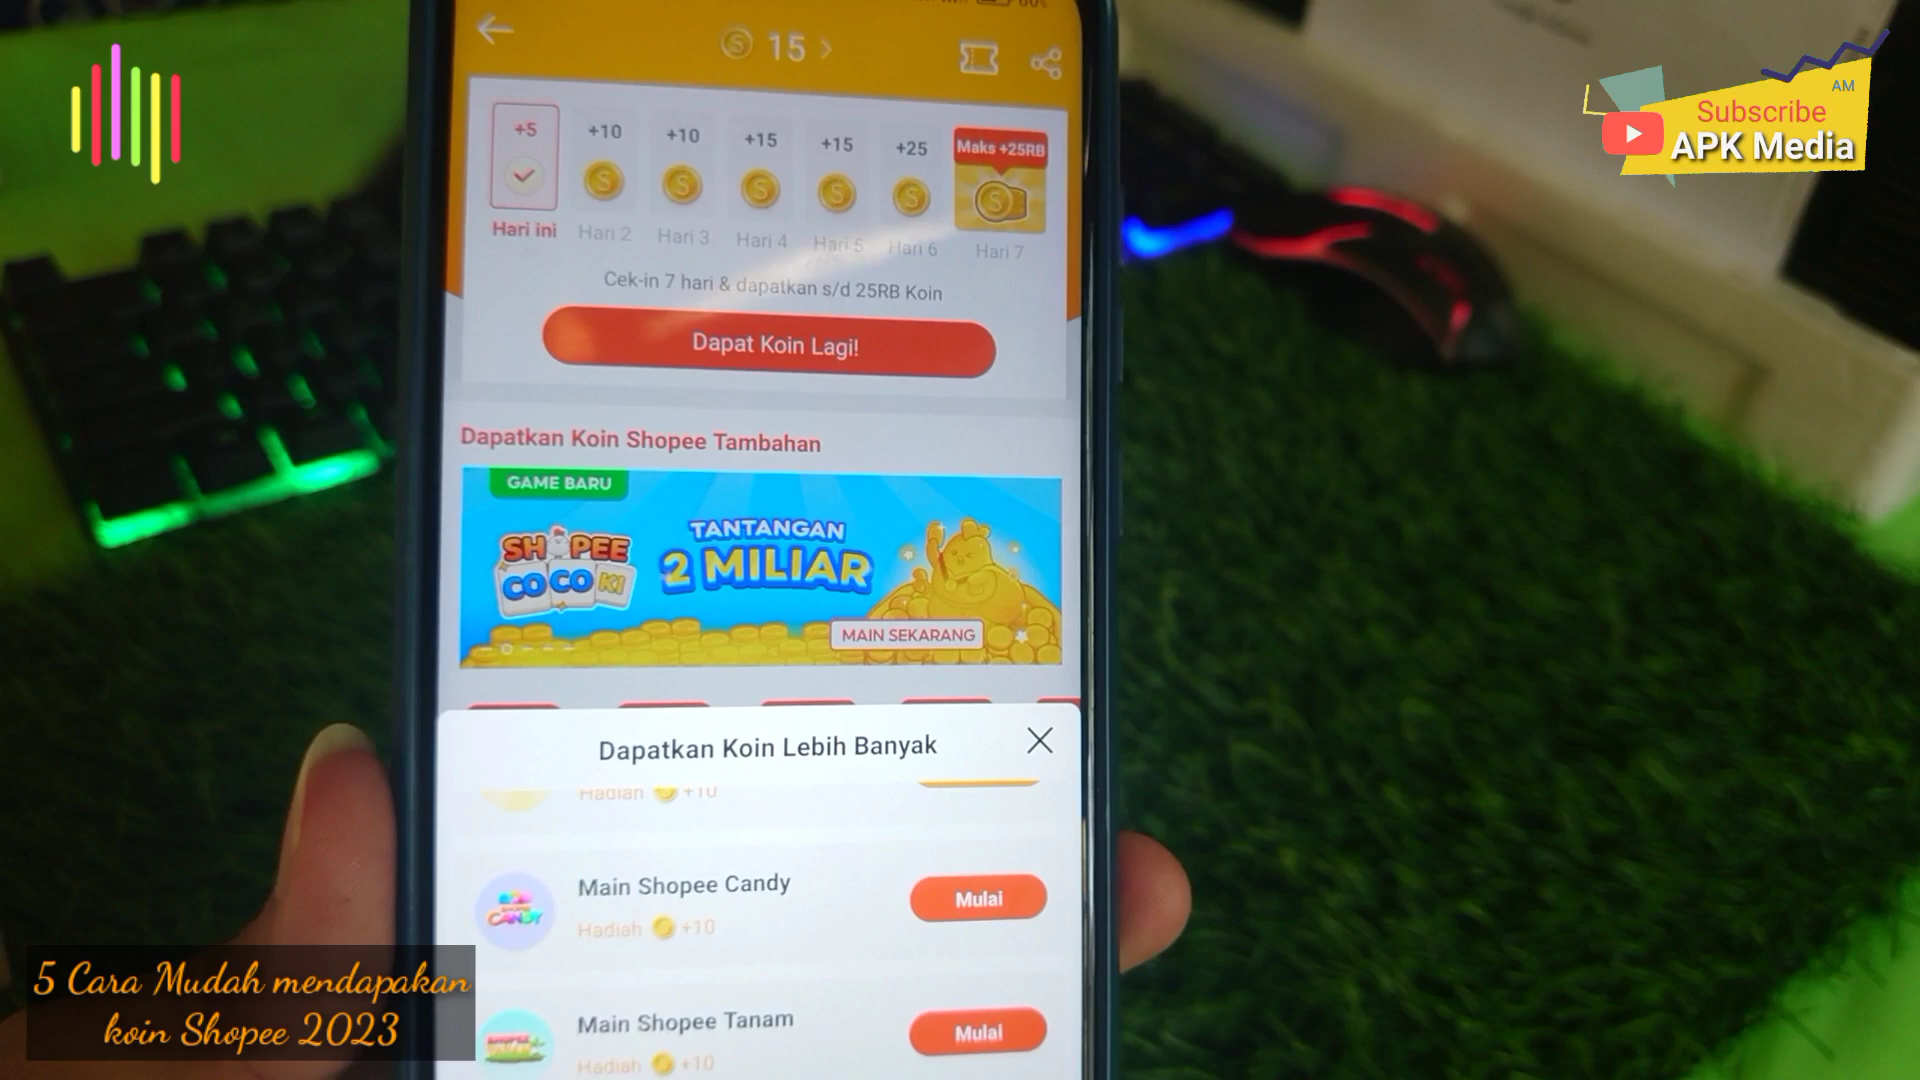 15
Subscribe
AM
APK Media
+5
+10
+10
+15
+15
+25
Maks +25RB
Hari ini
Hari 2
Hari 3
Hari 4
Hari 5
Hari 6
Hari 7
Cek-in 7 hari & dapatkan s/d 25RB Koin
Dapat Koin Lagi!
Dapatkan Koin Shopee Tambahan
GAME BARU
SHOPEE
COCOKI
TANTANGAN
2 MILIAR
MAIN SEKARANG
Dapatkan Koin Lebih Banyak
Hadiah +10
Main Shopee Candy
Mulai
CANDY
Hadiah +10
Main Shopee Tanam
Mulai
Hadiah +10
5 Cara Mudah mendapakan
koin Shopee 2023